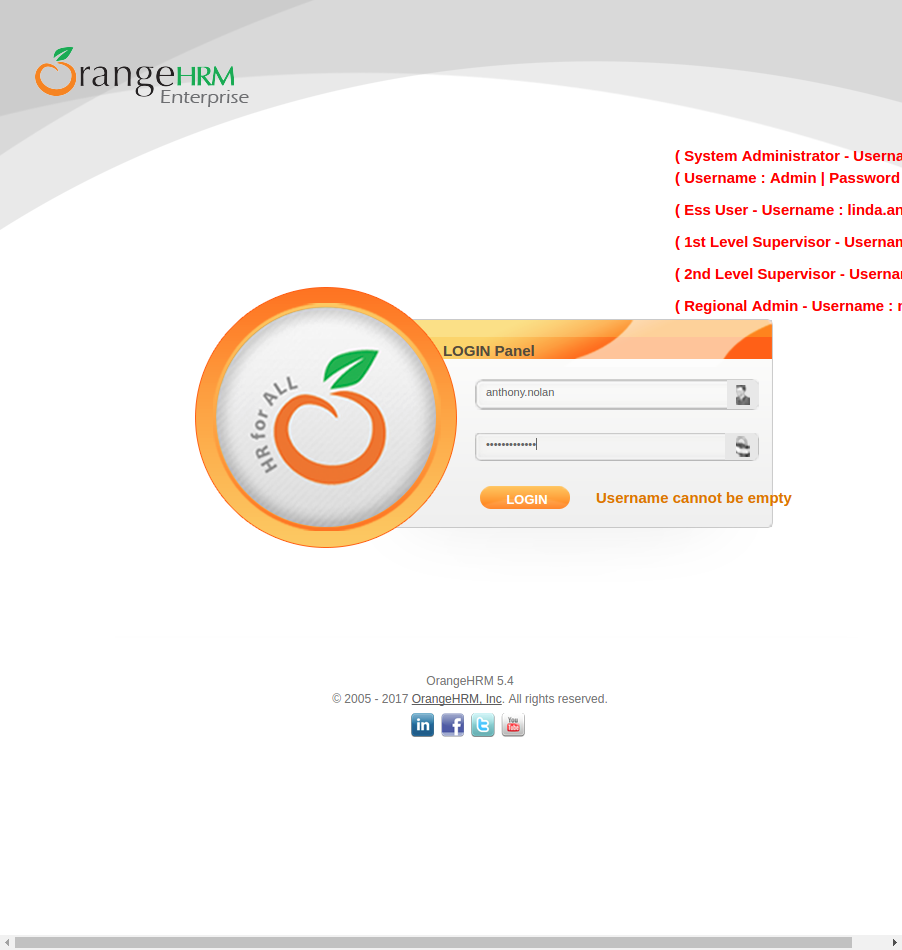 OrangeHRM
Enterprise
( System Administrator - Userna
( Username : Admin | Password
( Ess User - Username : linda.an
( 1st Level Supervisor - Usernam
( 2nd Level Supervisor - Userna
( Regional Admin - Username :
LOGIN Panel
HR for ALL
anthony.nolan
•••••••••••••
LOGIN Username cannot be empty
OrangeHRM 5.4
© 2005 - 2017 OrangeHRM, Inc. All rights reserved.
in f t You Tube